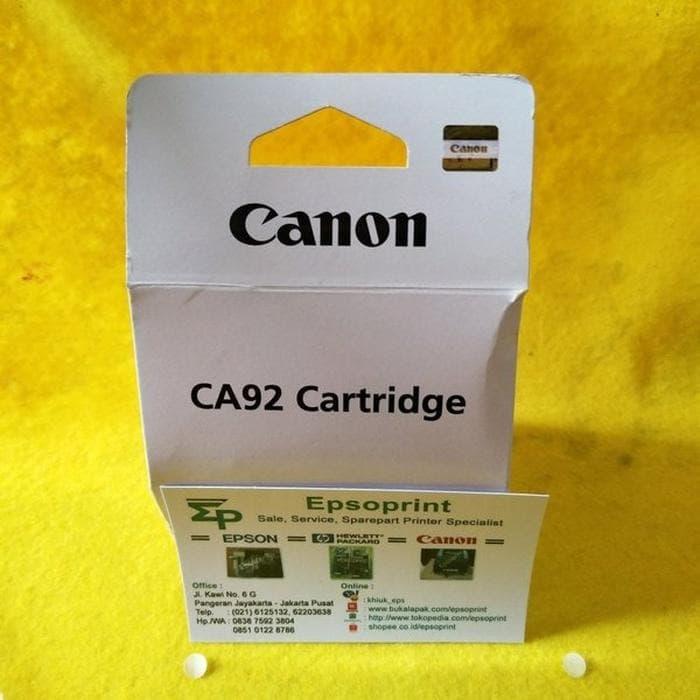 Canon
Canon
CA92 Cartridge
Epsoprint
Sale, Service, Sparepart Printer Specialist
EPSON
HEWLETT PACKARD
Canon
Office :
Jl. Kawi No. 6 G
Pangeran Jayakarta - Jakarta Pusat
Telp. : (021) 6125132, 62203638
Hp./WA : 0838 7592 3804
0851 0122 8786
Online :
: khiuk_eps
: www.bukalapak.com/epsoprint
: http://www.tokopedia.com/epsoprint
: shopee.co.id/epsoprint